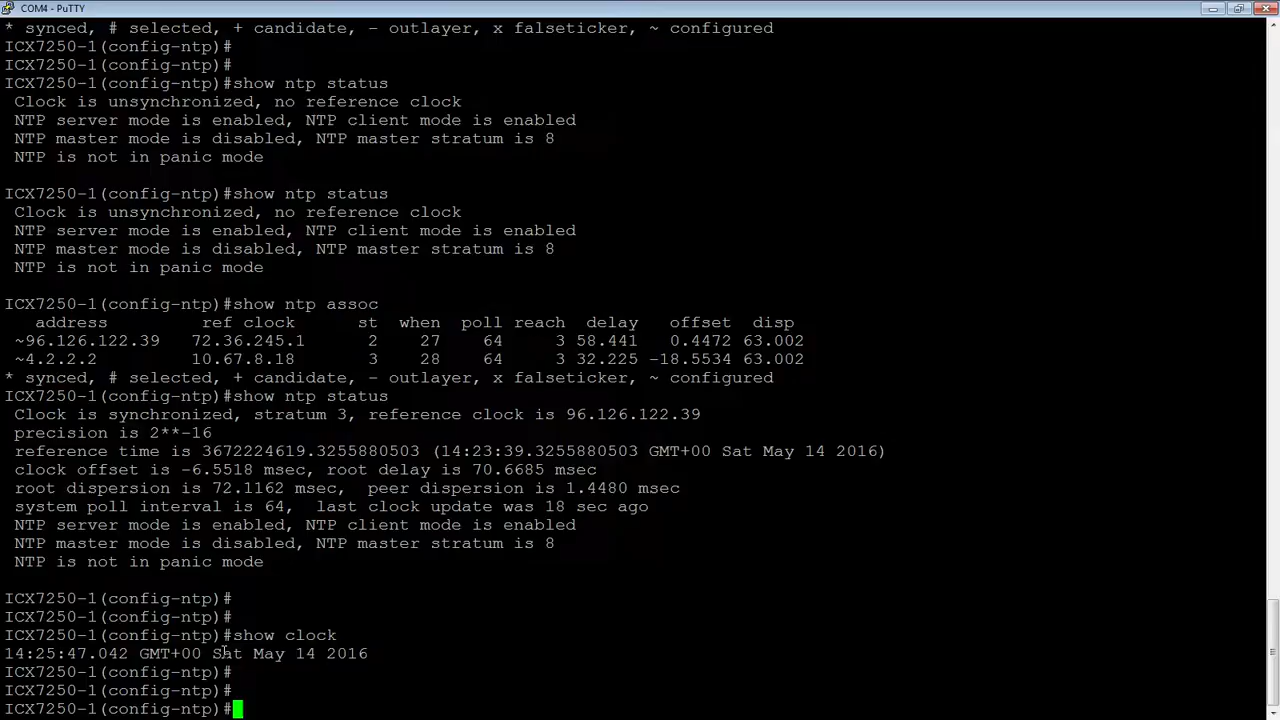 COM4 - PuTTY
* synced, # selected, + candidate, - outlayer, x falseticker, ~ configured
ICX7250-1(config-ntp)#
ICX7250-1(config-ntp)#
ICX7250-1(config-ntp)#show ntp status
Clock is unsynchronized, no reference clock
NTP server mode is enabled, NTP client mode is enabled
NTP master mode is disabled, NTP master stratum is 8
NTP is not in panic mode
ICX7250-1(config-ntp)#show ntp status
Clock is unsynchronized, no reference clock
NTP server mode is enabled, NTP client mode is enabled
NTP master mode is disabled, NTP master stratum is 8
NTP is not in panic mode
ICX7250-1(config-ntp)#show ntp assoc
address ref clock st when poll reach delay offset disp
~96.126.122.39 72.36.245.1 2 27 64 3 58.441 0.4472 63.002
~4.2.2.2 10.67.8.18 3 28 64 3 32.225 -18.5534 63.002
* synced, # selected, + candidate, - outlayer, x falseticker, ~ configured
ICX7250-1(config-ntp)#show ntp status
Clock is synchronized, stratum 3, reference clock is 96.126.122.39
precision is 2**-16
reference time is 3672224619.3255880503 (14:23:39.3255880503 GMT+00 Sat May 14 2016)
clock offset is -6.5518 msec, root delay is 70.6685 msec
root dispersion is 72.1162 msec, peer dispersion is 1.4480 msec
system poll interval is 64, last clock update was 18 sec ago
NTP server mode is enabled, NTP client mode is enabled
NTP master mode is disabled, NTP master stratum is 8
NTP is not in panic mode
ICX7250-1(config-ntp)#
ICX7250-1(config-ntp)#
ICX7250-1(config-ntp)#show clock
14:25:47.042 GMT+00 Sat May 14 2016
ICX7250-1(config-ntp)#
ICX7250-1(config-ntp)#
ICX7250-1(config-ntp)#